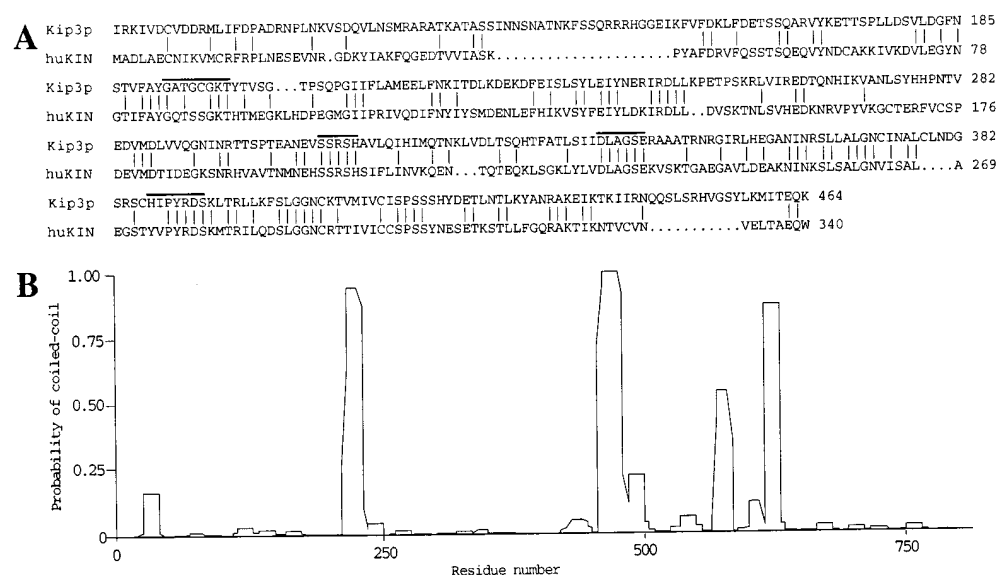 A
Kip3p IRKIVDCVDDRMLIFDPADRNPLNKVSDQVLNSMRARATKATASSINNSNATNKFSSQRRRHGGEIKFVFDKLFDETSSQARVYKETTSPLLDSVLDGFN 185
huKIN MADLAECNIKVMCRFRPLNESEVNR.GDKYIAKFQGEDTVVIASK.....................PYAFDRVFQSSTSQEQVYNDCAKKIVKDVLEGYN 78
Kip3p STVFAYGATGCGKTYTVSG...TPSQPGIIFLAMEELFNKITDLKDEKDFEISLSYLEIYNERIRDLLKPETPSKRLVIREDTQNHIKVANLSYHHPNTV 282
huKIN GTIFAYGQTSSGKTHTMEGKLHDPEGMGIIPRIVQDIFNYIYSMDENLEFHIKVSYFEIYLDKIRDLL..DVSKTNLSVHEDKNRVPYVKGCTERFVCSP 176
Kip3p EDVMDLVVQGNINRTTSPTEANEVSSRSHAVLQIHIMQTNKLVDLTSQHTFATLSIIDLAGSERAAATRNRGIRLHEGANINRSLLALGNCINALCLNDG 382
huKIN DEVMDTIDEGKSNRHVAVTNMNEHSSRSHSIFLINVKQEN...TQTEQKLSGKLYLVDLAGSEKVSKTGAEGAVLDEAKNINKSLSALGNVISAL....A 269
Kip3p SRSCHIPYRDSKLTRLLKFSLGGNCKTVMIVCISPSSSHYDETLNTLKYANRAKEIKTKIIRNQQSLSRHVGSYLKMITEQK 464
huKIN EGSTYVPYRDSKMTRILQDSLGGNCRTTIVICCSPSSYNESETKSTLLFGQRAKTIKNTVCVN...........VELTAEQW 340
B
Probability of coiled-coil
1.00
0.75
0.50
0.25
0
0 250 500 750
Residue number